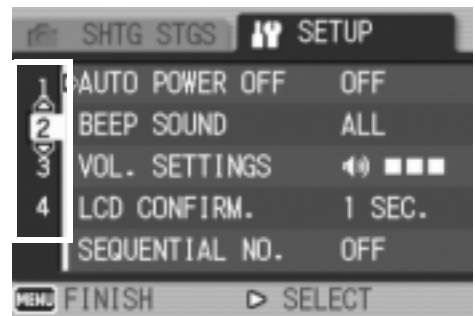 SHTG STGS SETUP
1 AUTO POWER OFF OFF
2 BEEP SOUND ALL
3 VOL. SETTINGS
4 LCD CONFIRM. 1 SEC.
SEQUENTIAL NO. OFF
MENU FINISH SELECT